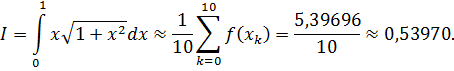 I = ∫₀¹ x√(1 + x²) dx ≈ 1/10 ∑ₖ₌₀¹⁰ f(xₖ) = 5,39696/10 ≈ 0,53970.